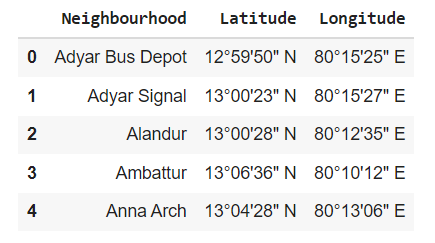 Neighbourhood Latitude Longitude
0 Adyar Bus Depot 12°59'50" N 80°15'25" E
1 Adyar Signal 13°00'23" N 80°15'27" E
2 Alandur 13°00'28" N 80°12'35" E
3 Ambattur 13°06'36" N 80°10'12" E
4 Anna Arch 13°04'28" N 80°13'06" E